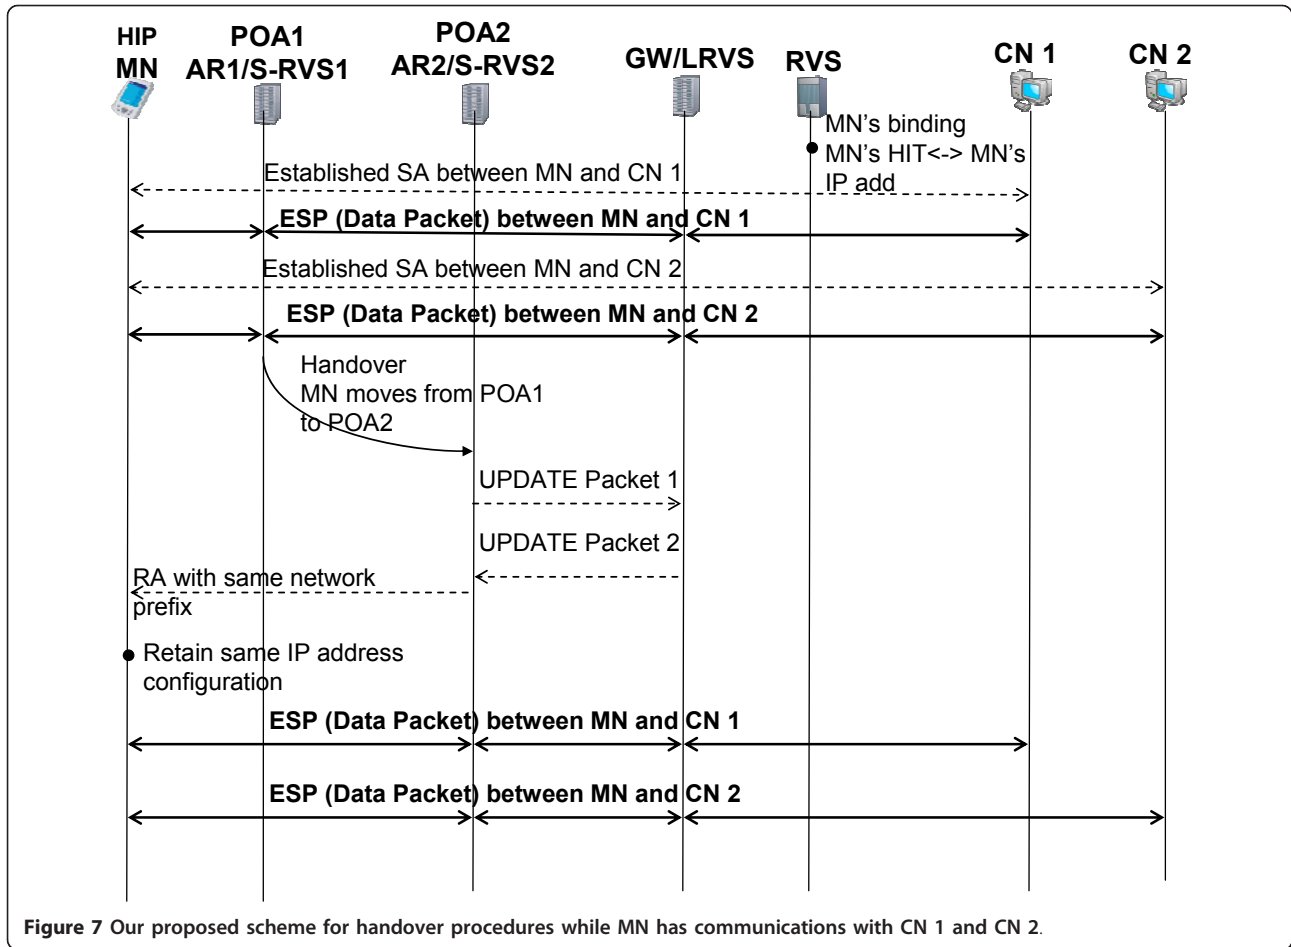 HIP
MN
POA1
AR1/S-RVS1
POA2
AR2/S-RVS2
GW/LRVS
RVS
CN 1
CN 2
MN's binding
MN's HIT<-> MN's
IP add
Established SA between MN and CN 1
ESP (Data Packet) between MN and CN 1
Established SA between MN and CN 2
ESP (Data Packet) between MN and CN 2
Handover
MN moves from POA1
to POA2
UPDATE Packet 1
UPDATE Packet 2
RA with same network
prefix
Retain same IP address
configuration
ESP (Data Packet) between MN and CN 1
ESP (Data Packet) between MN and CN 2
Figure 7 Our proposed scheme for handover procedures while MN has communications with CN 1 and CN 2.